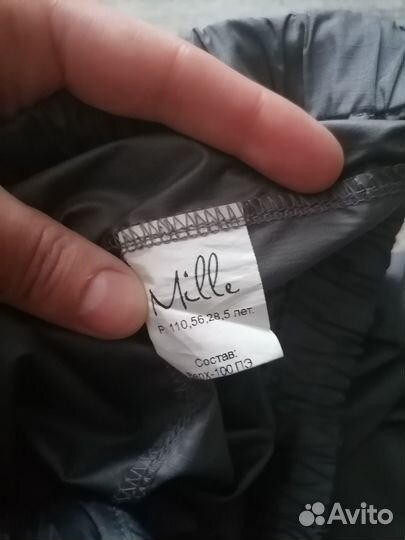 Mille
Р. 110,56,28,5 лет.
Состав:
Верх-100 ПЭ
Avito